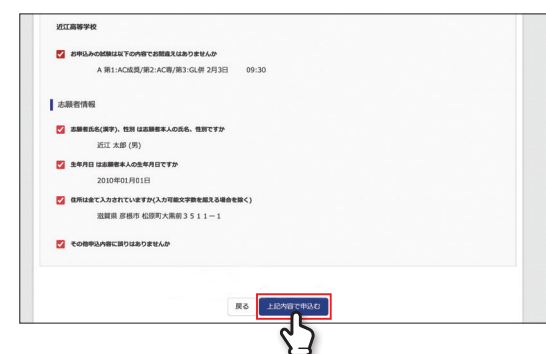 近江高等学校
お申込みの試験は以下の内容でお間違えはありませんか
A 第1:AC成奨/第2:AC専/第3:GL併 2月3日 09:30
志願者情報
志願者氏名(漢字)、性別 は志願者本人の氏名、性別ですか
近江 太郎 (男)
生年月日 は志願者本人の生年月日ですか
2010年01月01日
住所は全て入力されていますか(入力可能文字数を超える場合を除く)
滋賀県 彦根市 松原町大黒前３５１１－１
その他申込内容に誤りはありませんか
戻る 上記内容で申込む